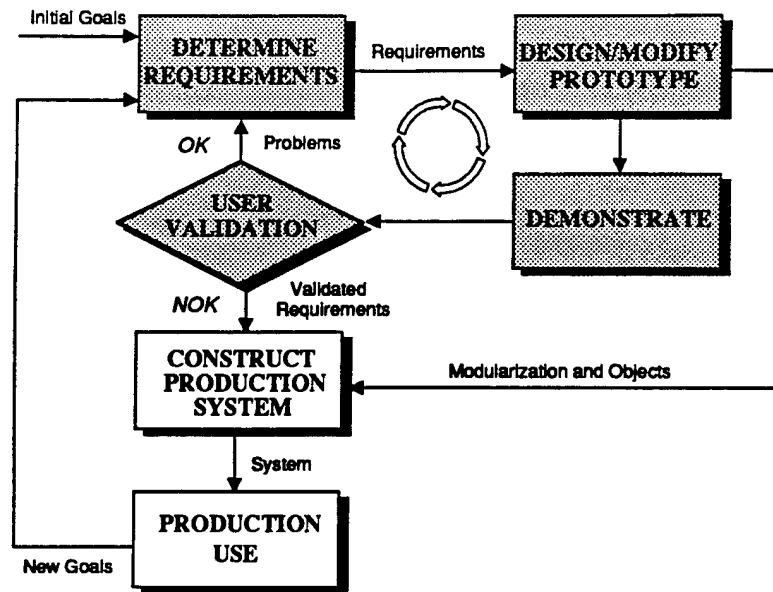 Initial Goals
DETERMINE
REQUIREMENTS
Requirements
DESIGN/MODIFY
PROTOTYPE
OK
Problems
USER
VALIDATION
DEMONSTRATE
NOK
Validated
Requirements
CONSTRUCT
PRODUCTION
SYSTEM
Modularization and Objects
System
PRODUCTION
USE
New Goals